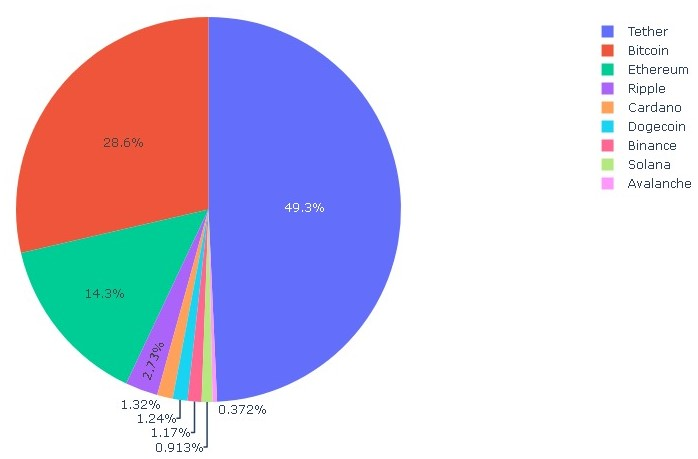 Tether
Bitcoin
Ethereum
Ripple
Cardano
Dogecoin
Binance
Solana
Avalanche
28.6%
49.3%
14.3%
2.73%
1.32%
0.372%
1.24%
1.17%
0.913%